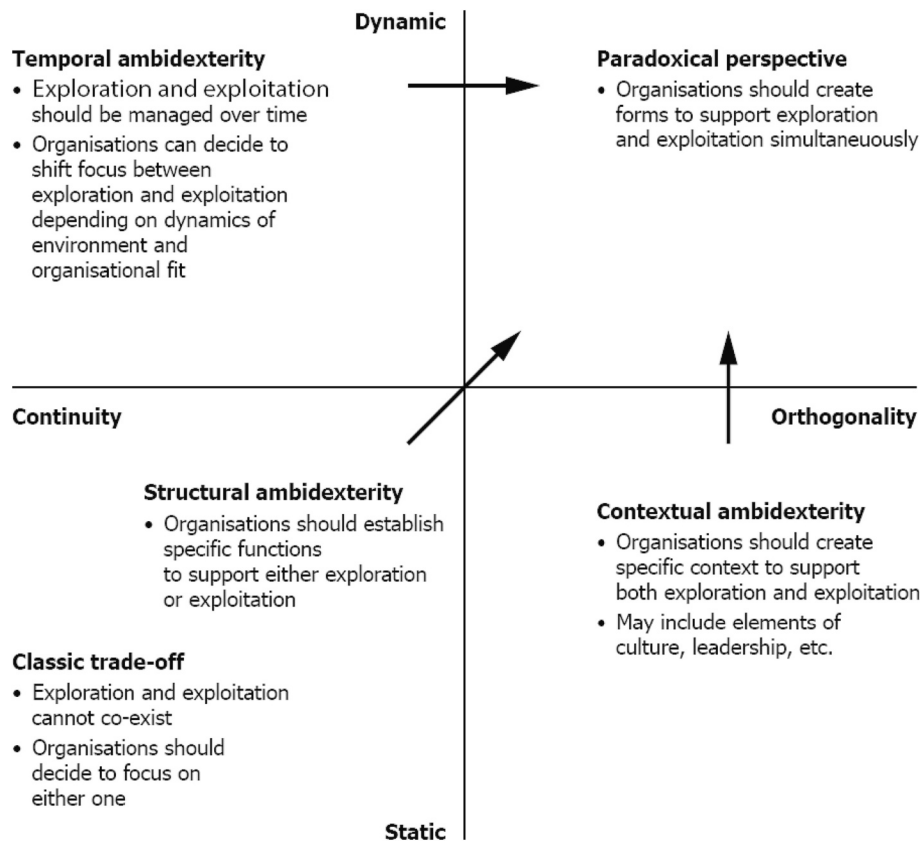 Dynamic
Temporal ambidexterity
• Exploration and exploitation
should be managed over time
• Organisations can decide to
shift focus between
exploration and exploitation
depending on dynamics of
environment and
organisational fit
Paradoxical perspective
• Organisations should create
forms to support exploration
and exploitation simultaneuously
Continuity
Orthogonality
Structural ambidexterity
• Organisations should establish
specific functions
to support either exploration
or exploitation
Contextual ambidexterity
• Organisations should create
specific context to support
both exploration and exploitation
• May include elements of
culture, leadership, etc.
Classic trade-off
• Exploration and exploitation
cannot co-exist
• Organisations should
decide to focus on
either one
Static